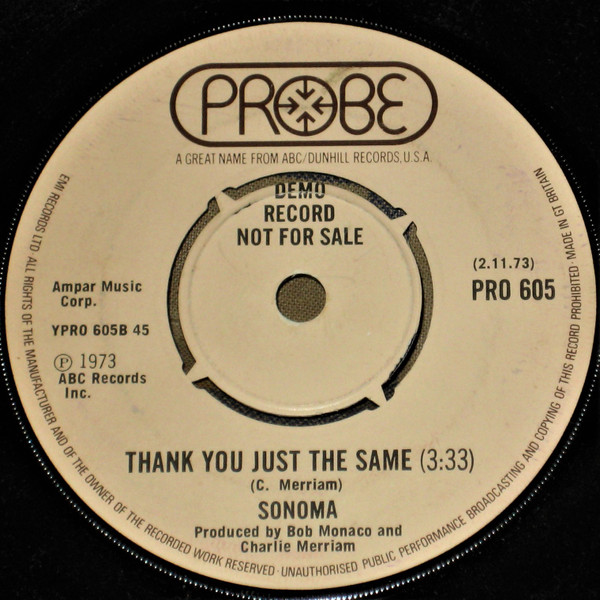 PROBE
A GREAT NAME FROM ABC/DUNHILL RECORDS, U.S.A.
DEMO
RECORD
NOT FOR SALE
(2.11.73)
PRO 605
Ampar Music
Corp.
YPRO 605B 45
Ⓟ 1973
ABC Records
Inc.
THANK YOU JUST THE SAME (3:33)
(C. Merriam)
SONOMA
Produced by Bob Monaco and
Charlie Merriam
EMI RECORDS LTD · ALL RIGHTS OF THE MANUFACTURER AND OF THE OWNER OF THE RECORDED WORK RESERVED · UNAUTHORISED PUBLIC PERFORMANCE BROADCASTING AND COPYING OF THIS RECORD PROHIBITED · MADE IN GT BRITAIN